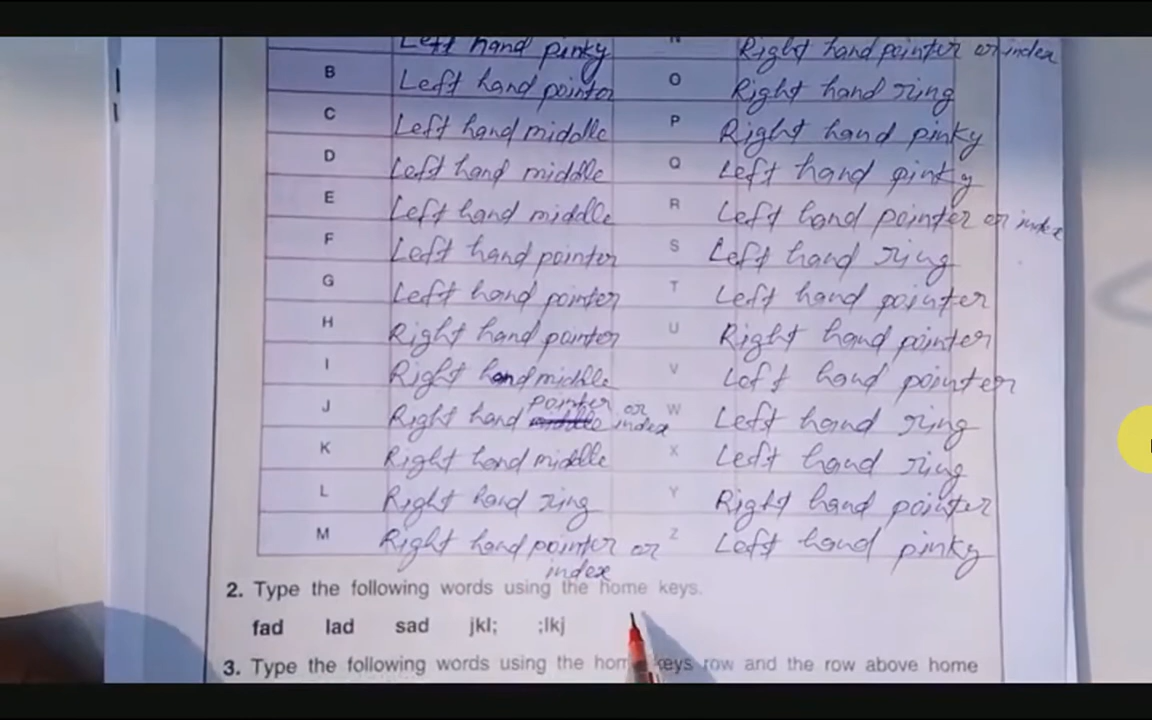 Left hand pinky N Right hand pointer or index
B Left hand pointer O Right hand ring
C Left hand middle P Right hand pinky
D Left hand middle Q Left hand pinky
E Left hand middle R Left hand pointer or index
F Left hand pointer S Left hand ring
G Left hand pointer T Left hand pointer
H Right hand pointer U Right hand pointer
I Right hand middle V Left hand pointer
J Right hand pointer or index W Left hand ring
K Right hand middle X Left hand ring
L Right hand ring Y Right hand pointer
M Right hand pointer or index Z Left hand pinky
2. Type the following words using the home keys.
fad lad sad jkl; ;lkj
3. Type the following words using the home keys row and the row above home